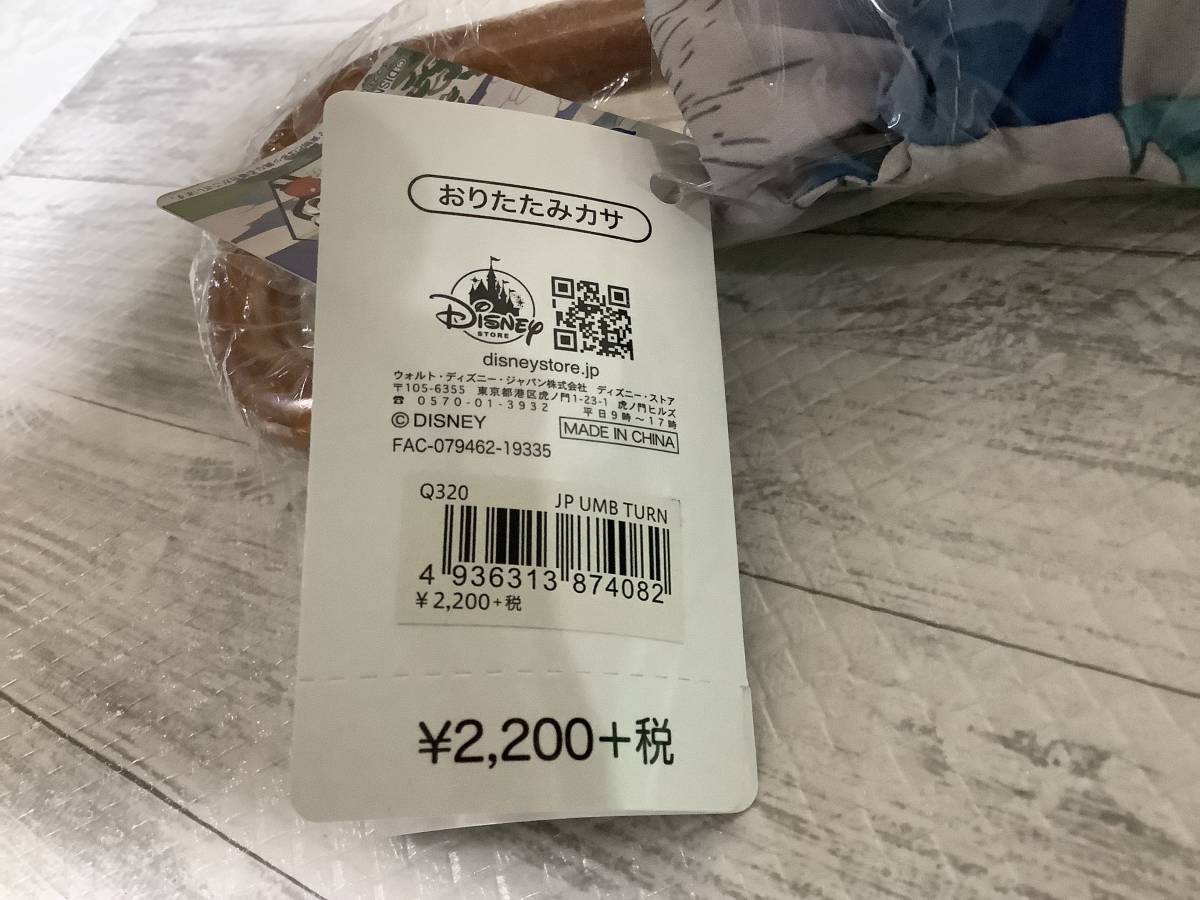 おりたたみカサ
DISNEY
STORE
disneystore.jp
ウォルト・ディズニー・ジャパン株式会社 ディズニー・ストア
〒105-6355 東京都港区虎ノ門1-23-1 虎ノ門ヒルズ
☎ 0570-01-3932 平日9時～17時
© DISNEY
MADE IN CHINA
FAC-079462-19335
Q320 JP UMB TURN
4 936313 874082
¥2,200+税
¥2,200+税